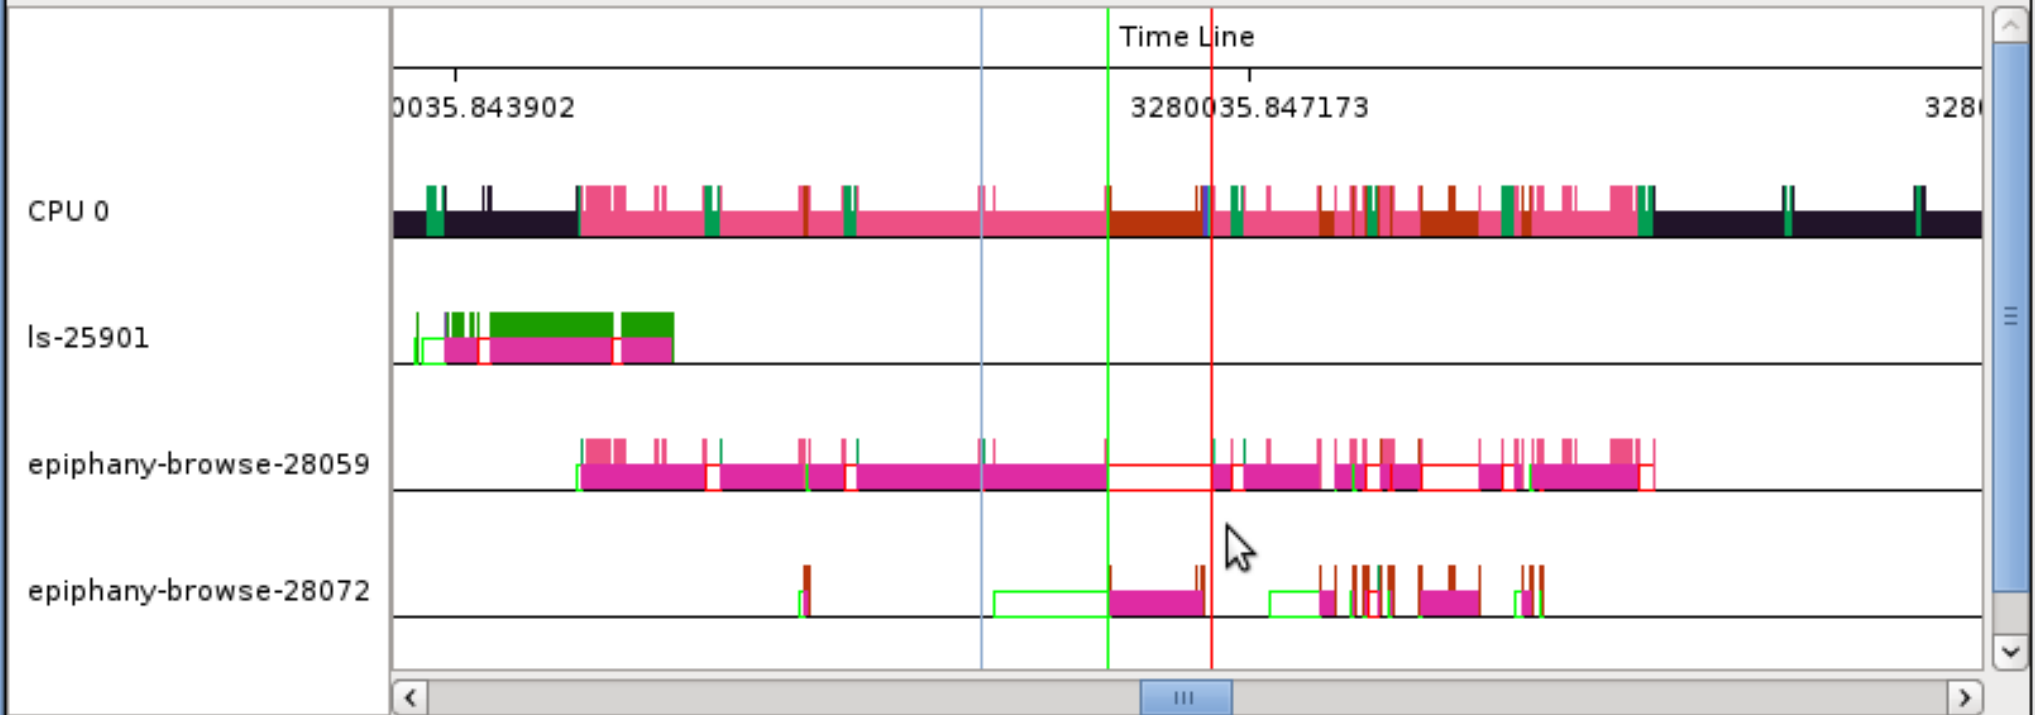 Time Line
0035.843902 3280035.847173 328
CPU 0
ls-25901
epiphany-browse-28059
epiphany-browse-28072